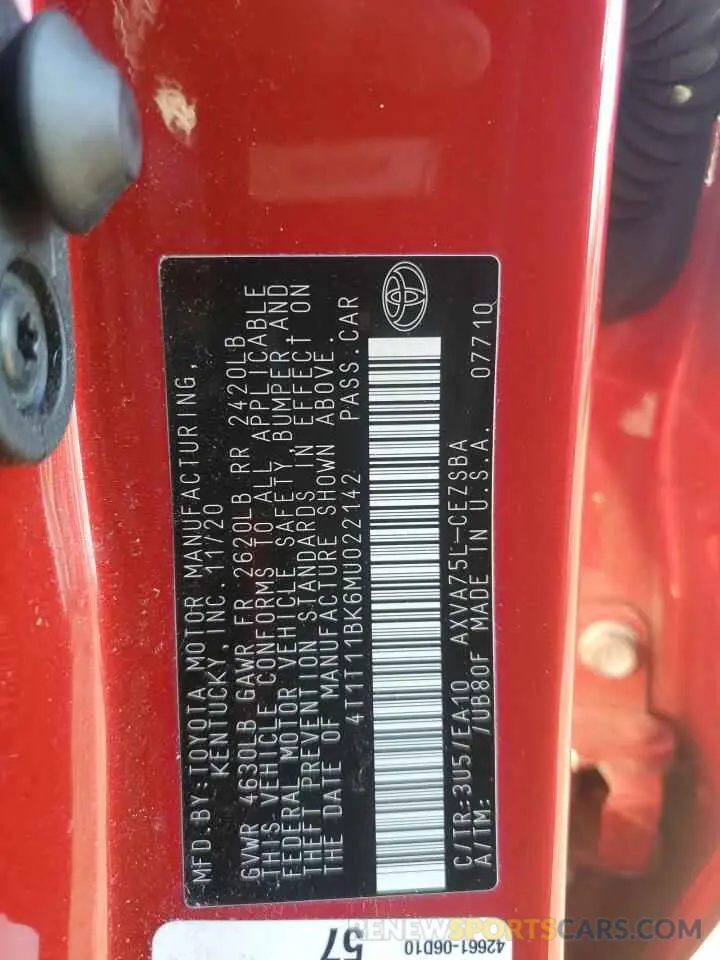 MFD.BY:TOYOTA MOTOR MANUFACTURING,
KENTUCKY, INC. 11/20
GVWR 4630LB GAWR FR 2620LB RR 2420LB
THIS VEHICLE CONFORMS TO ALL APPLICABLE
FEDERAL MOTOR VEHICLE SAFETY, BUMPER, AND
THEFT PREVENTION STANDARDS IN EFFECT ON
THE DATE OF MANUFACTURE SHOWN ABOVE.
4T1T11BK6MU022142 PASS.CAR
C/TR:3U5/EA10 AXVA75L-CEZSBA 07710
A/TM: /UB80F MADE IN U.S.A.
57
42661-06D10
RENEWSPORTSCARS.COM